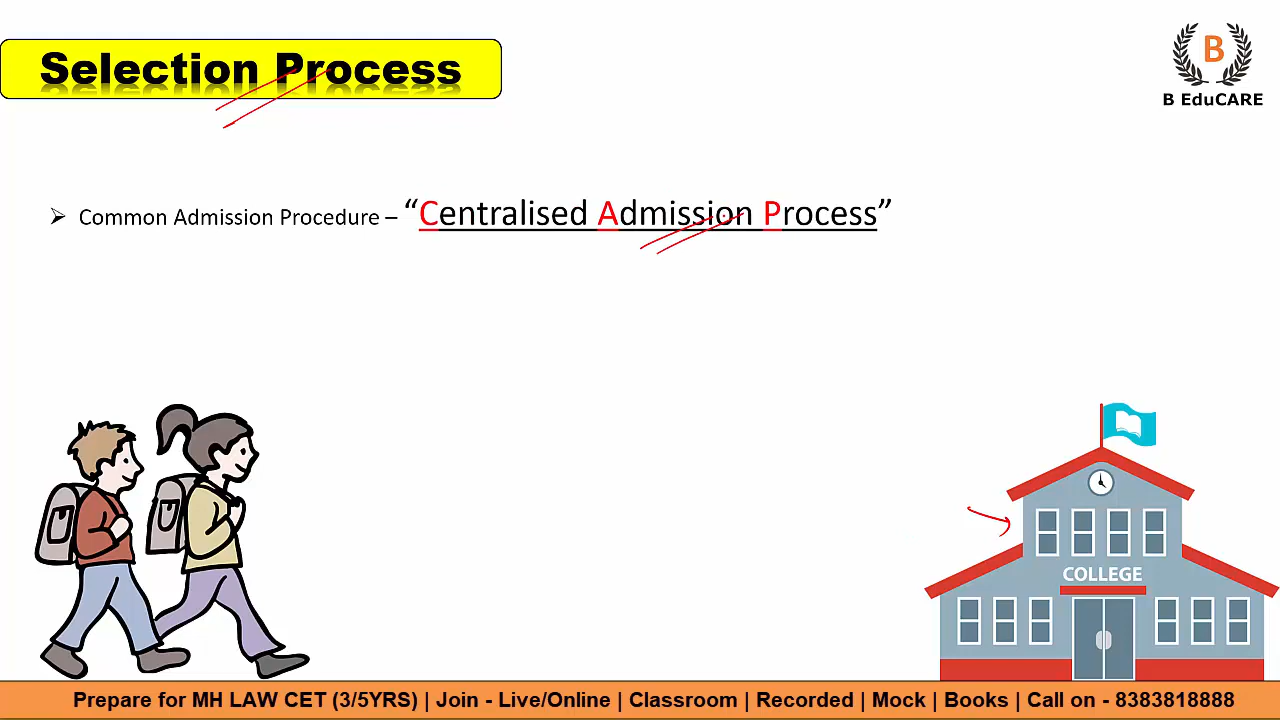 Selection Process
B
B EduCARE
➢ Common Admission Procedure – “Centralised Admission Process”
COLLEGE
Prepare for MH LAW CET (3/5YRS) | Join - Live/Online | Classroom | Recorded | Mock | Books | Call on - 8383818888